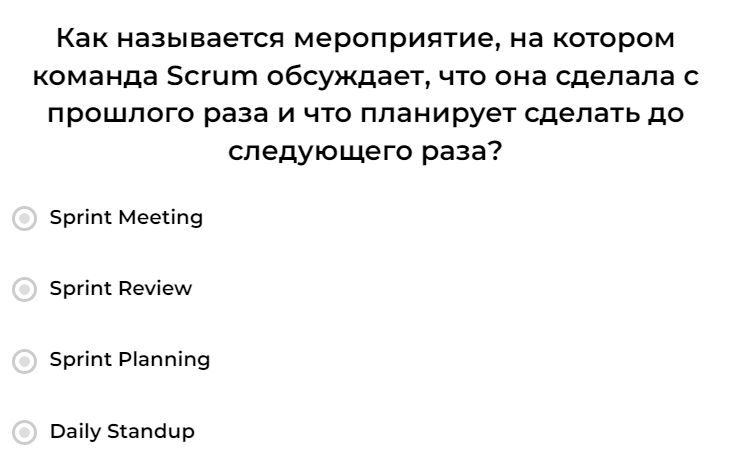 Как называется мероприятие, на котором
команда Scrum обсуждает, что она сделала с
прошлого раза и что планирует сделать до
следующего раза?
Sprint Meeting
Sprint Review
Sprint Planning
Daily Standup